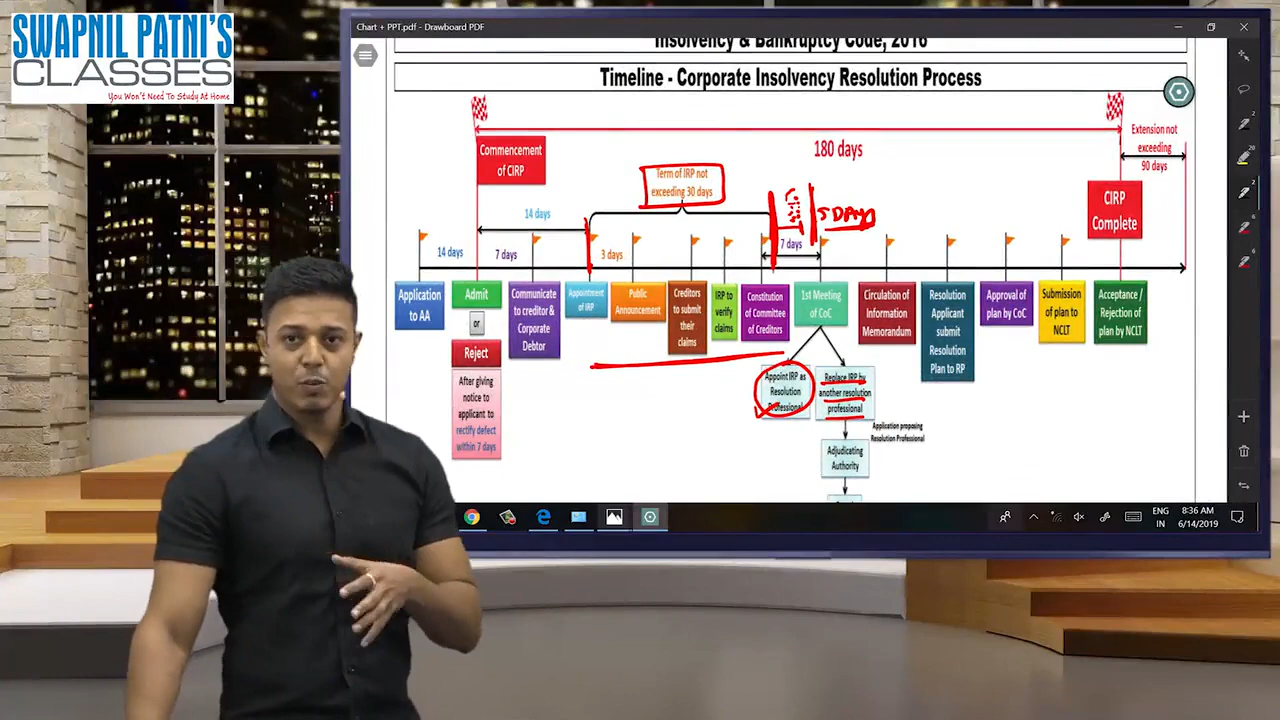 SWAPNIL PATNI'S
CLASSES
You Won't Need To Study At Home
Chart + PPT.pdf - Drawboard PDF
Insolvency & Bankruptcy Code, 2016
Timeline - Corporate Insolvency Resolution Process
180 days
Extension not
exceeding
90 days
Commencement
of CIRP
Term of IRP not
exceeding 30 days
5 DAYS
CIRP
Complete
14 days
14 days
7 days
3 days
7 days
Application
to AA
Admit
or
Reject
After giving
notice to
applicant to
rectify defect
within 7 days
Communicate
to creditor &
Corporate
Debtor
Appointment
of IRP
Public
Announcement
Creditors
to submit
their
claims
IRP to
verify
claims
Constitution
of Committee
of Creditors
1st Meeting
of CoC
Circulation of
Information
Memorandum
Resolution
Applicant
submit
Resolution
Plan to RP
Approval of
plan by CoC
Submission
of plan to
NCLT
Acceptance /
Rejection of
plan by NCLT
Appoint IRP as
Resolution
Professional
Replace IRP by
another resolution
professional
Application proposing
Resolution Professional
Adjudicating
Authority
ENG
IN
8:36 AM
6/14/2019